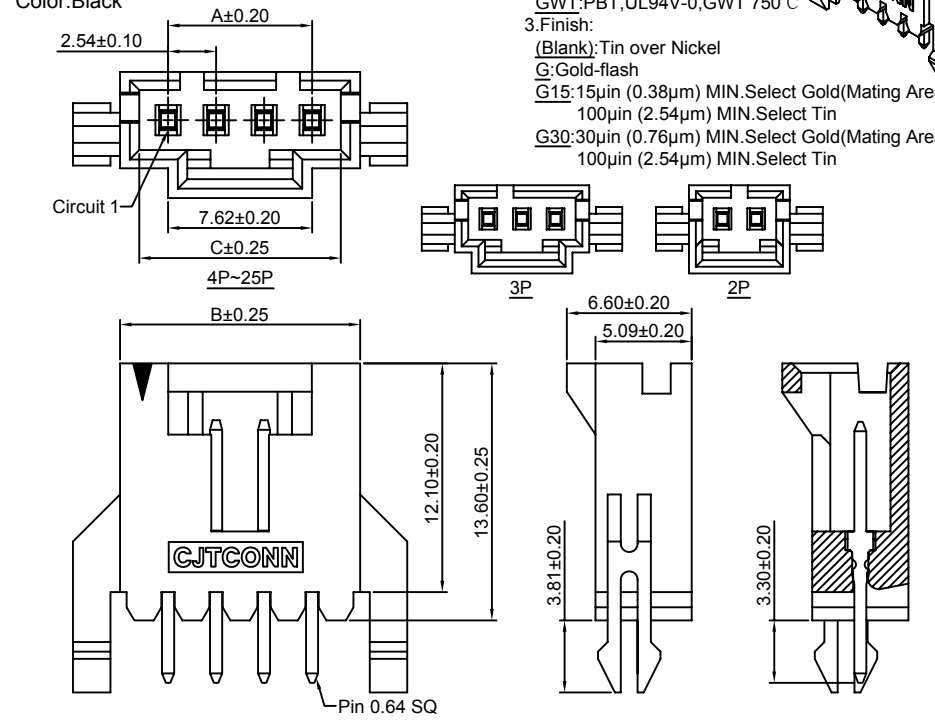 Color:Black
GWT:PBT,UL94V-0,GWT 750℃
3.Finish:
(Blank):Tin over Nickel
G:Gold-flash
G15:15μin (0.38μm) MIN.Select Gold(Mating Are
100μin (2.54μm) MIN.Select Tin
G30:30μin (0.76μm) MIN.Select Gold(Mating Are
100μin (2.54μm) MIN.Select Tin
A±0.20
2.54±0.10
Circuit 1
7.62±0.20
C±0.25
4P~25P
3P
2P
B±0.25
6.60±0.20
5.09±0.20
12.10±0.20
13.60±0.25
3.81±0.20
3.30±0.20
CJTCONN
Pin 0.64 SQ